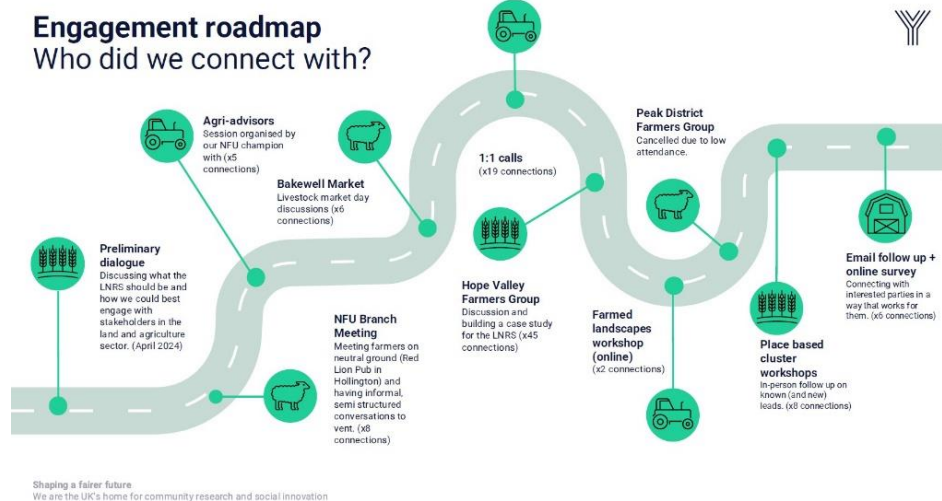 Engagement roadmap
Who did we connect with?
Preliminary
dialogue
Discussing what the
LNRS should be and
how we could best
engage with
stakeholders in the
land and agriculture
sector. (April 2024)
Agri-advisors
Session organised by
our NFU champion
with (x5
connections)
NFU Branch
Meeting
Meeting farmers on
neutral ground (Red
Lion Pub in
Hollington) and
having informal,
semi structured
conversations to
vent. (x8
connections)
Bakewell Market
Livestock market day
discussions (x6
connections)
1:1 calls
(x19 connections)
Hope Valley
Farmers Group
Discussion and
building a case study
for the LNRS (x45
connections)
Farmed
landscapes
workshop
(online)
(x2 connections)
Peak District
Farmers Group
Cancelled due to low
attendance.
Place based
cluster
workshops
In-person follow up on
known (and new)
leads. (x8 connections)
Email follow up +
online survey
Connecting with
interested parties in a
way that works for
them. (x6 connections)
Shaping a fairer future
We are the UK's home for community research and social innovation